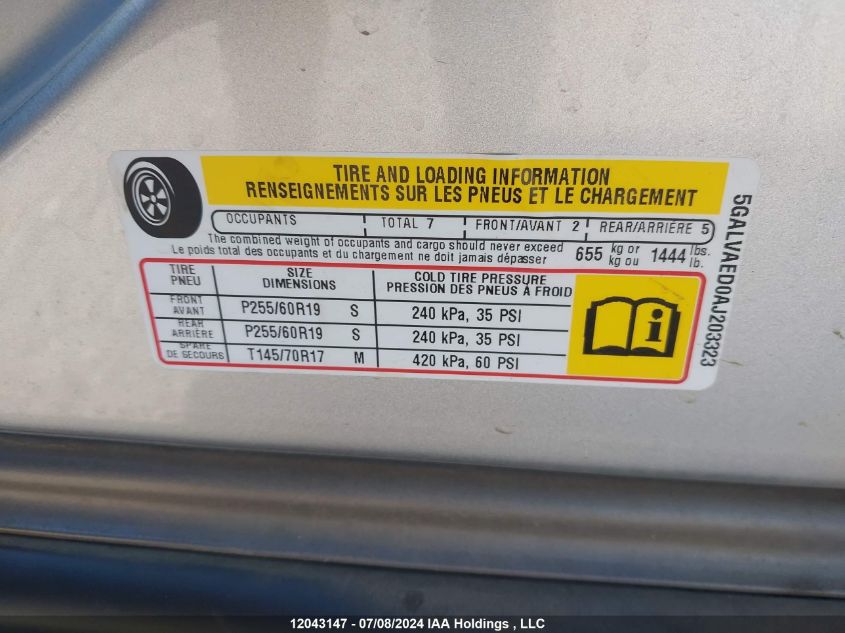 TIRE AND LOADING INFORMATION
RENSEIGNEMENTS SUR LES PNEUS ET LE CHARGEMENT
OCCUPANTS TOTAL 7 FRONT/AVANT 2 REAR/ARRIÈRE 5
The combined weight of occupants and cargo should never exceed 655 kg or 1444 lbs.
Le poids total des occupants et du chargement ne doit jamais dépasser kg ou lb.
TIRE SIZE COLD TIRE PRESSURE
PNEU DIMENSIONS PRESSION DES PNEUS À FROID
FRONT
AVANT P255/60R19 S 240 kPa, 35 PSI
REAR
ARRIÈRE P255/60R19 S 240 kPa, 35 PSI
SPARE
DE SECOURS T145/70R17 M 420 kPa, 60 PSI
i
5GALVAED0AJ203323
12043147 - 07/08/2024 IAA Holdings , LLC